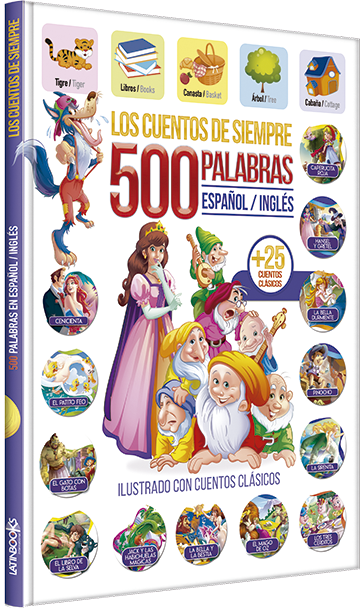 Tigre / Tiger
Libros / Books
Canasta / Basket
Árbol / Tree
Cabaña / Cottage
LOS CUENTOS DE SIEMPRE
500 PALABRAS
ESPAÑOL / INGLÉS
+25
CUENTOS
CLÁSICOS
CAPERUCITA
ROJA
HANSEL
Y GRETEL
LA BELLA
DURMIENTE
PINOCHO
LA SIRENITA
LOS TRES
CERDITOS
CENICIENTA
EL PATITO FEO
EL GATO CON
BOTAS
EL LIBRO DE
LA SELVA
JACK Y LAS
HABICHUELAS
MÁGICAS
LA BELLA Y
LA BESTIA
EL MAGO
DE OZ
ILUSTRADO CON CUENTOS CLÁSICOS
LOS CUENTOS DE SIEMPRE
500 PALABRAS EN ESPAÑOL / INGLÉS
LATINBOOKS